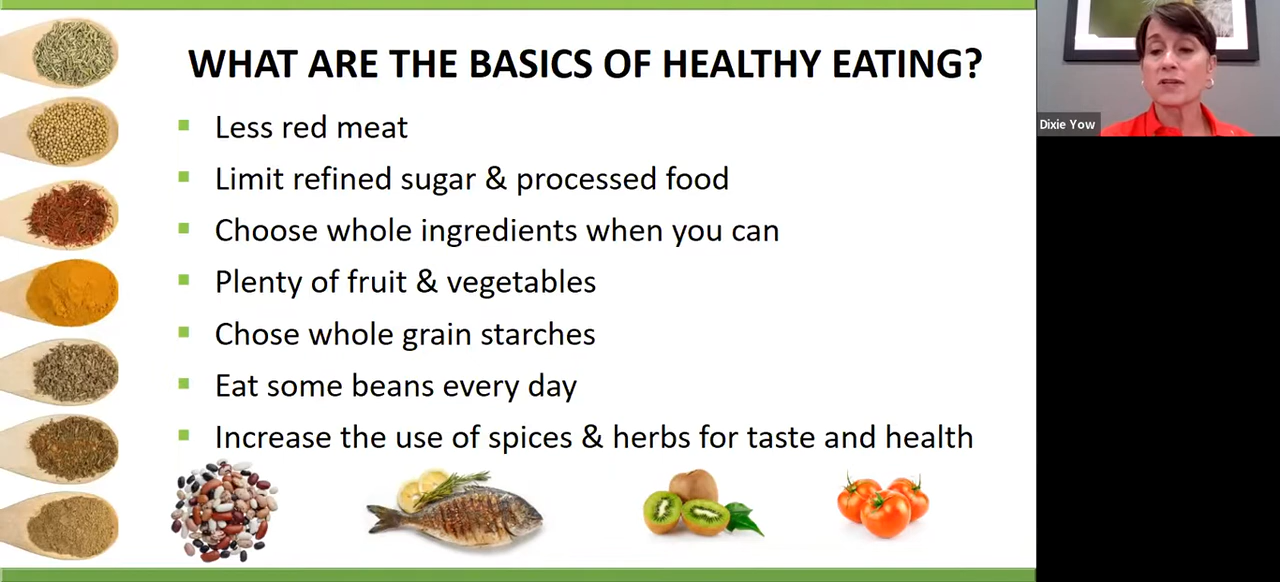 WHAT ARE THE BASICS OF HEALTHY EATING?
Less red meat
Limit refined sugar & processed food
Choose whole ingredients when you can
Plenty of fruit & vegetables
Chose whole grain starches
Eat some beans every day
Increase the use of spices & herbs for taste and health
Dixie Yow